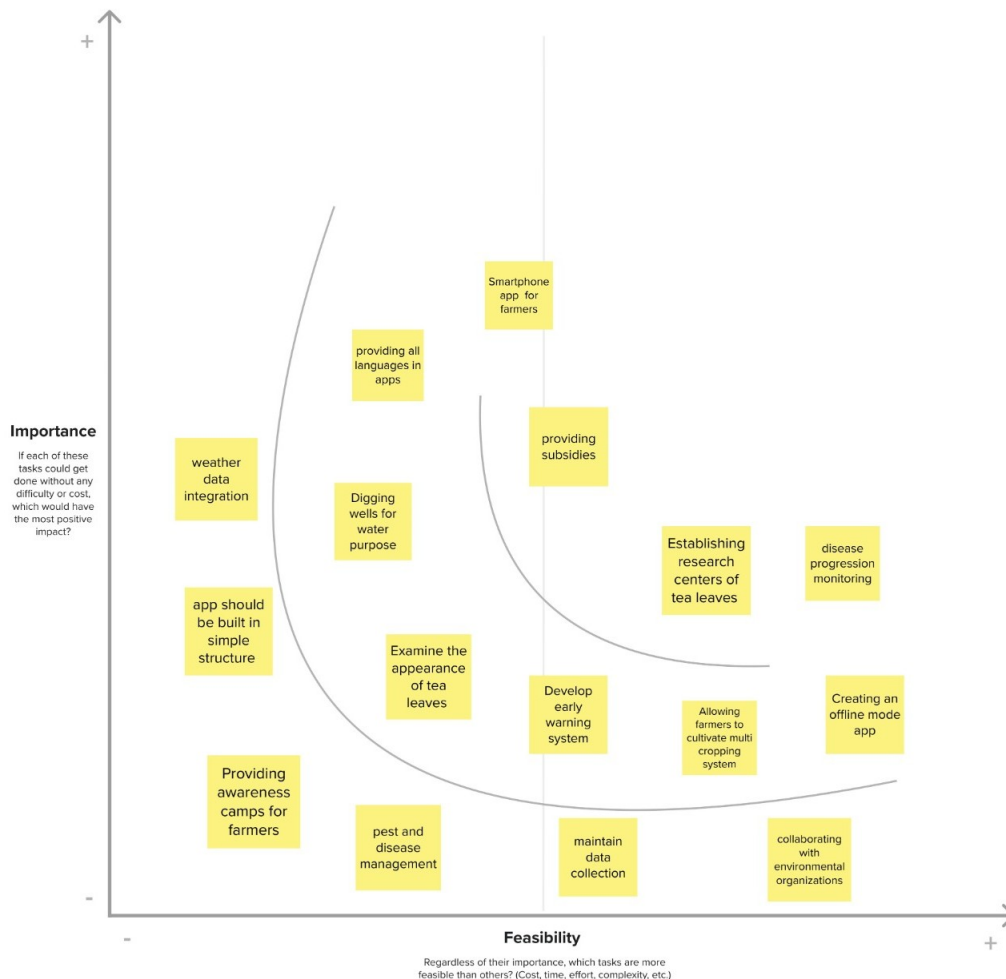 +
Smartphone
app for
farmers
providing all
languages in
apps
providing
subsidies
Importance
If each of these
tasks could get
done without any
difficulty or cost,
which would have
the most positive
impact?
weather
data
integration
Digging
wells for
water
purpose
Establishing
research
centers of
tea leaves
disease
progression
monitoring
app should
be built in
simple
structure
Examine the
appearance
of tea
leaves
Develop
early
warning
system
Allowing
farmers to
cultivate multi
cropping
system
Creating an
offline mode
app
Providing
awareness
camps for
farmers
pest and
disease
management
maintain
data
collection
collaborating
with
environmental
organizations
-
-
Feasibility
+
Regardless of their importance, which tasks are more
feasible than others? (Cost, time, effort, complexity, etc.)